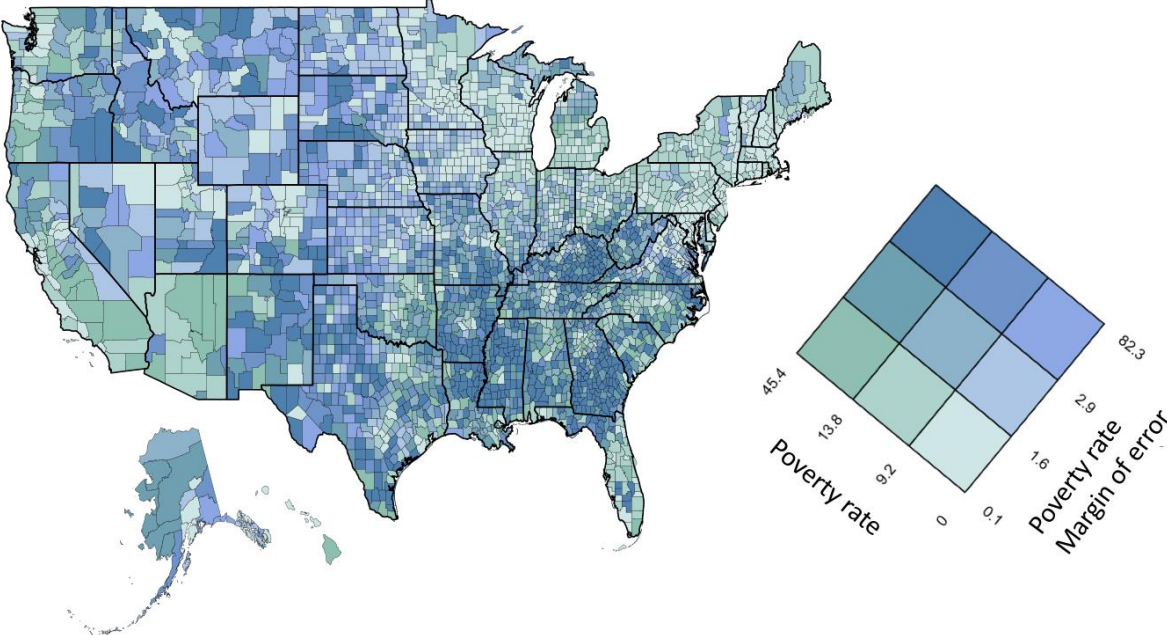 45.4
13.8
9.2
0
Poverty rate
0.1
1.6
2.9
82.3
Poverty rate
Margin of error